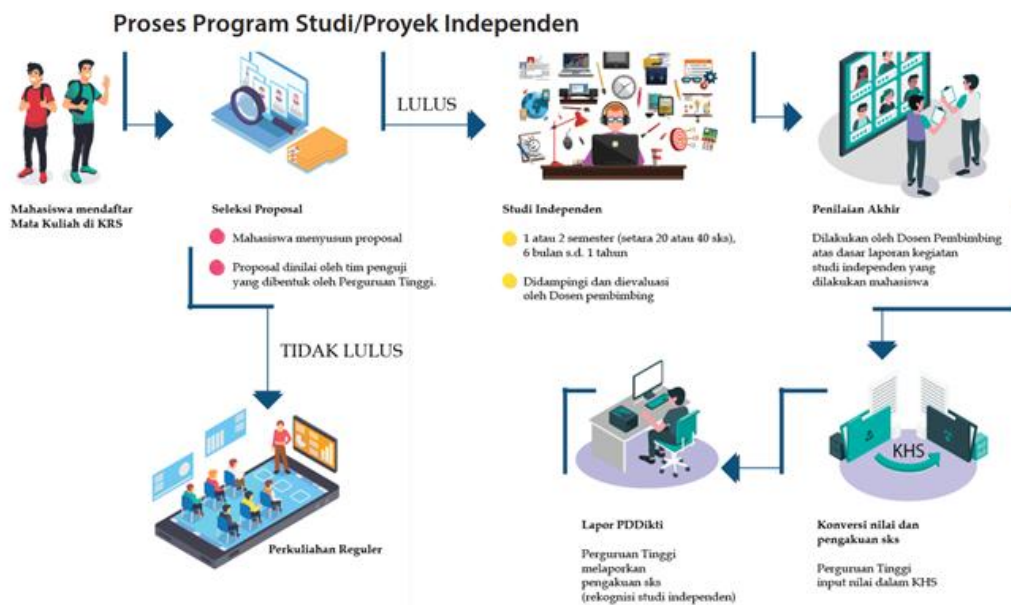 Proses Program Studi/Proyek Independen
LULUS
Mahasiswa mendaftar
Mata Kuliah di KRS
Seleksi Proposal
Mahasiswa menyusun proposal
Proposal dinilai oleh tim penguji
yang dibentuk oleh Perguruan Tinggi.
Studi Independen
1 atau 2 semester (setara 20 atau 40 sks),
6 bulan s.d. 1 tahun
Didampingi dan dievaluasi
oleh Dosen pembimbing
Penilaian Akhir
Dilakukan oleh Dosen Pembimbing
atas dasar laporan kegiatan
studi independen yang
dilakukan mahasiswa
TIDAK LULUS
Perkuliahan Reguler
KHS
Konversi nilai dan
pengakuan sks
Perguruan Tinggi
input nilai dalam KHS
Lapor PDDikti
Perguruan Tinggi
melaporkan
pengakuan sks
(rekognisi studi independen)